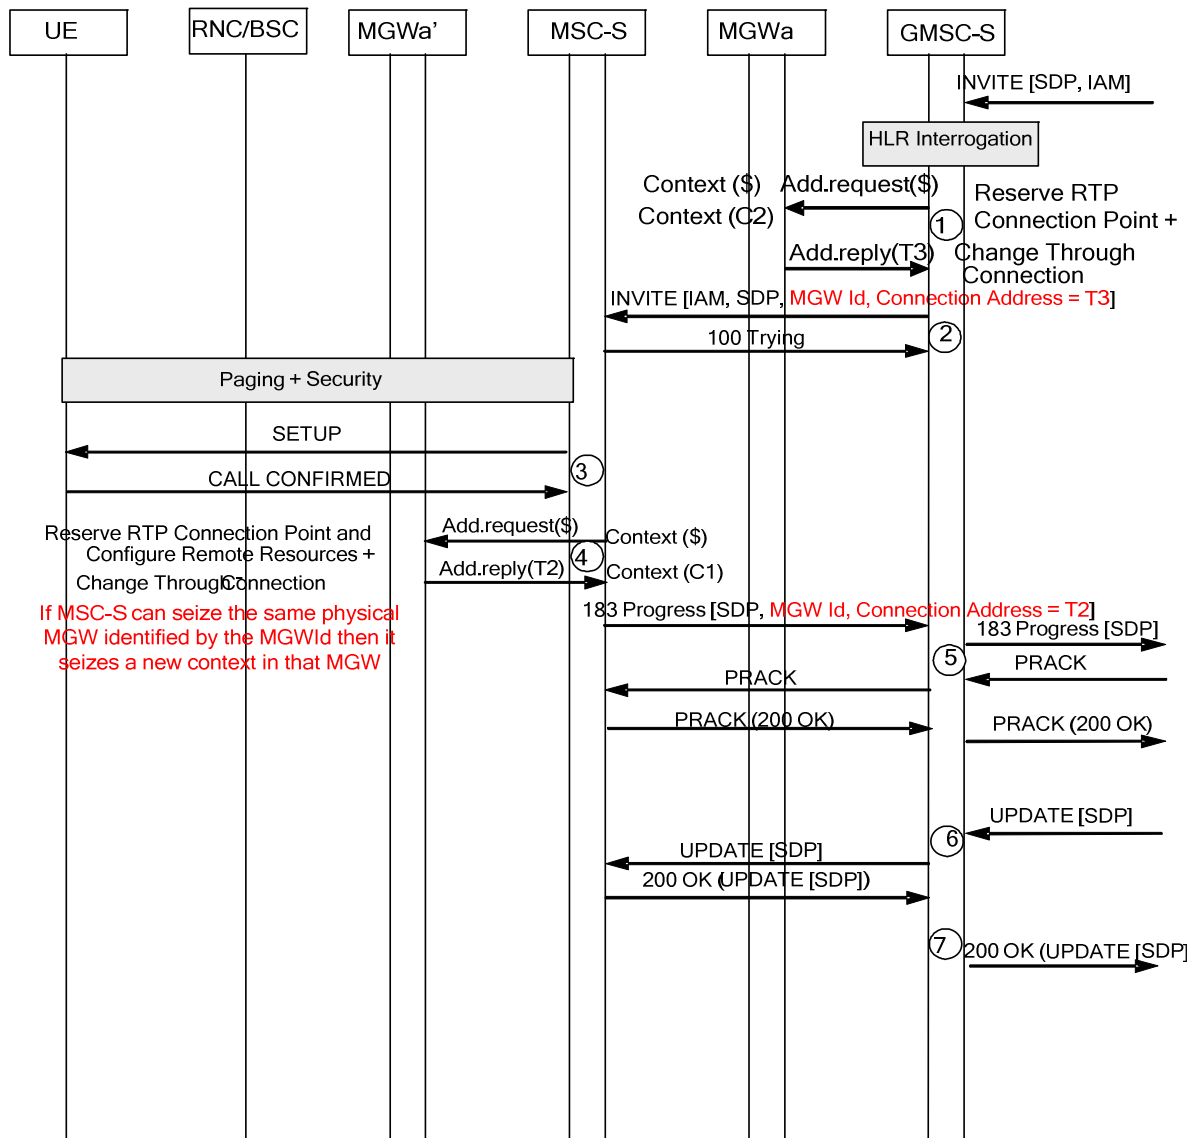 UE RNC/BSC MGWa’ MSC-S MGWa GMSC-S
INVITE [SDP, IAM]
HLR Interrogation
Context ($) Add.request($)
Reserve RTP
Context (C2)
Connection Point +
1
Add.reply(T3) Change Through
Connection
INVITE [IAM, SDP, MGW Id, Connection Address = T3]
2
100 Trying
Paging + Security
SETUP
3
CALL CONFIRMED
Add.request($)
Reserve RTP Connection Point and
Context ($)
Configure Remote Resources +
4
Add.reply(T2) Context (C1)
Change Through-Connection
183 Progress [SDP, MGW Id, Connection Address = T2]
If MSC-S can seize the same physical
MGW identified by the MGWId then it
seizes a new context in that MGW
183 Progress [SDP]
5
PRACK
PRACK
PRACK (200 OK)
PRACK (200 OK)
UPDATE [SDP]
6
UPDATE [SDP]
200 OK (UPDATE [SDP])
7
200 OK (UPDATE [SDP]